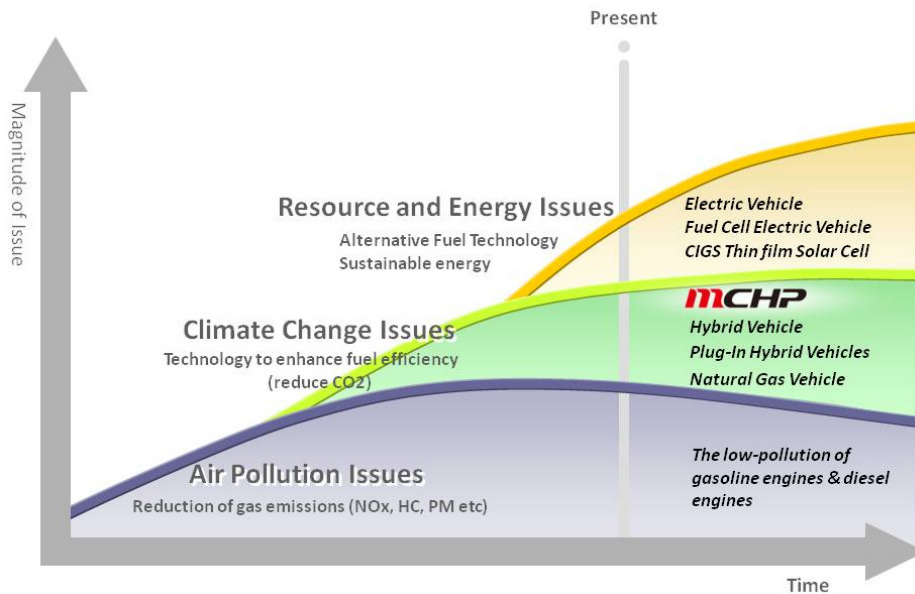 Present
Magnitude of Issue
Resource and Energy Issues
Alternative Fuel Technology
Sustainable energy
Electric Vehicle
Fuel Cell Electric Vehicle
CIGS Thin film Solar Cell
Climate Change Issues
Technology to enhance fuel efficiency
(reduce CO2)
mCHP
Hybrid Vehicle
Plug-In Hybrid Vehicles
Natural Gas Vehicle
Air Pollution Issues
Reduction of gas emissions (NOx, HC, PM etc)
The low-pollution of
gasoline engines & diesel
engines
Time